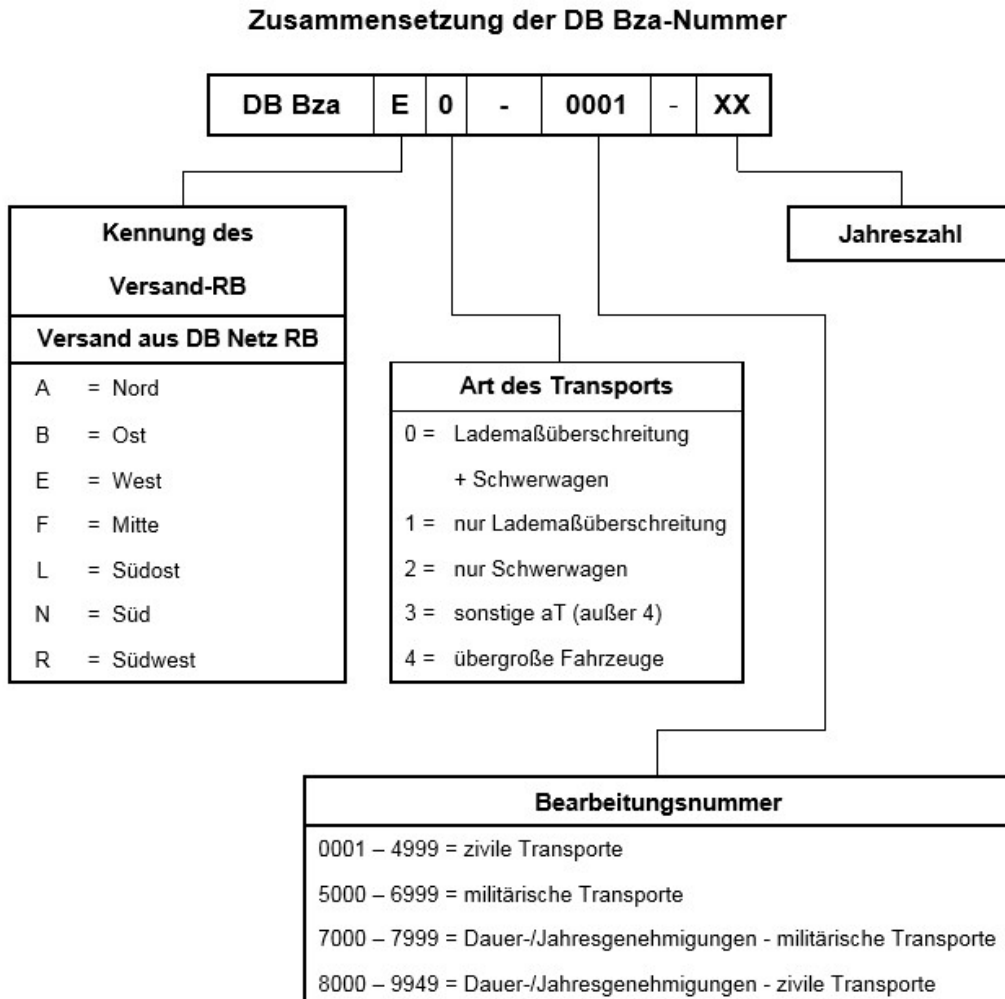 Zusammensetzung der DB Bza-Nummer
DB Bza E 0 - 0001 - XX
Kennung des
Versand-RB
Versand aus DB Netz RB
A = Nord
B = Ost
E = West
F = Mitte
L = Südost
N = Süd
R = Südwest
Art des Transports
0 = Lademaßüberschreitung
+ Schwerwagen
1 = nur Lademaßüberschreitung
2 = nur Schwerwagen
3 = sonstige aT (außer 4)
4 = übergroße Fahrzeuge
Jahreszahl
Bearbeitungsnummer
0001 – 4999 = zivile Transporte
5000 – 6999 = militärische Transporte
7000 – 7999 = Dauer-/Jahresgenehmigungen - militärische Transporte
8000 – 9949 = Dauer-/Jahresgenehmigungen - zivile Transporte